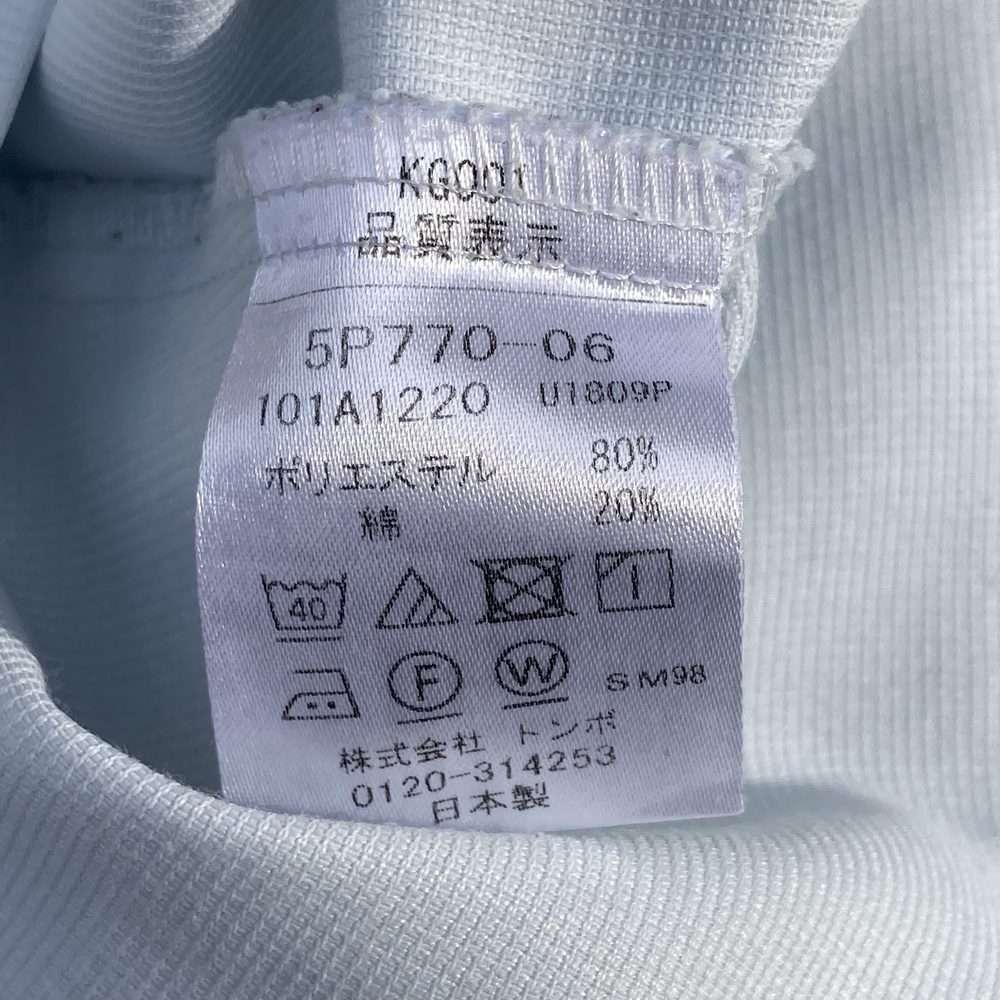 KG001
品質表示
5P770-06
101A1220 U1809P
ポリエステル 80%
綿 20%
40
F W SM98
株式会社 トンボ
0120-314253
日本製